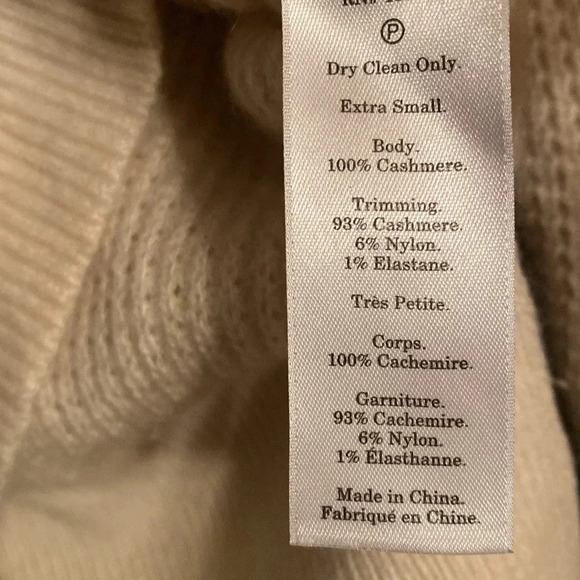 RN#
P
Dry Clean Only.
Extra Small.
Body.
100% Cashmere.
Trimming.
93% Cashmere.
6% Nylon.
1% Elastane.
Très Petite.
Corps.
100% Cachemire.
Garniture.
93% Cachemire.
6% Nylon.
1% Élasthanne.
Made in China.
Fabriqué en Chine.